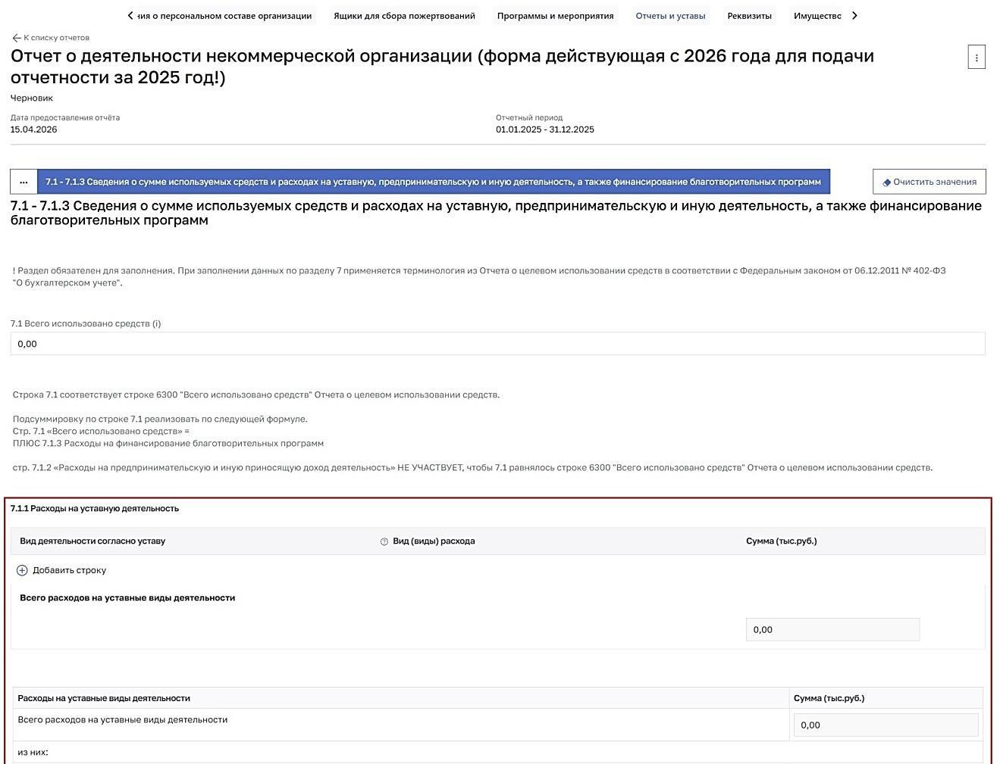 ния о персональном составе организации Ящики для сбора пожертвований Программы и мероприятия Отчеты и уставы Реквизиты Имущество
К списку отчетов
Отчет о деятельности некоммерческой организации (форма действующая с 2026 года для подачи
отчетности за 2025 год!)
Черновик
Дата предоставления отчёта Отчетный период
15.04.2026 01.01.2025 - 31.12.2025
... 7.1 - 7.1.3 Сведения о сумме используемых средств и расходах на уставную, предпринимательскую и иную деятельность, а также финансирование благотворительных программ Очистить значения
7.1 - 7.1.3 Сведения о сумме используемых средств и расходах на уставную, предпринимательскую и иную деятельность, а также финансирование
благотворительных программ
! Раздел обязателен для заполнения. При заполнении данных по разделу 7 применяется терминология из Отчета о целевом использовании средств в соответствии с Федеральным законом от 06.12.2011 № 402-ФЗ
"О бухгалтерском учете".
7.1 Всего использовано средств (i)
0,00
Строка 7.1 соответствует строке 6300 "Всего использовано средств" Отчета о целевом использовании средств.
Подсуммировку по строке 7.1 реализовать по следующей формуле.
Стр. 7.1 «Всего использовано средств» =
ПЛЮС 7.1.3 Расходы на финансирование благотворительных программ
стр. 7.1.2 «Расходы на предпринимательскую и иную приносящую доход деятельность» НЕ УЧАСТВУЕТ, чтобы 7.1 равнялось строке 6300 "Всего использовано средств" Отчета о целевом использовании средств.
7.1.1 Расходы на уставную деятельность
Вид деятельности согласно уставу Вид (виды) расхода Сумма (тыс.руб.)
Добавить строку
Всего расходов на уставные виды деятельности
0,00
Расходы на уставные виды деятельности Сумма (тыс.руб.)
Всего расходов на уставные виды деятельности 0,00
из них: